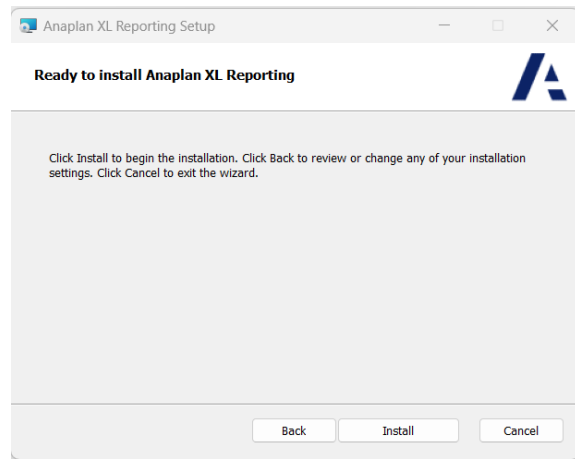 Anaplan XL Reporting Setup
Ready to install Anaplan XL Reporting
Click Install to begin the installation. Click Back to review or change any of your installation
settings. Click Cancel to exit the wizard.
Back Install Cancel